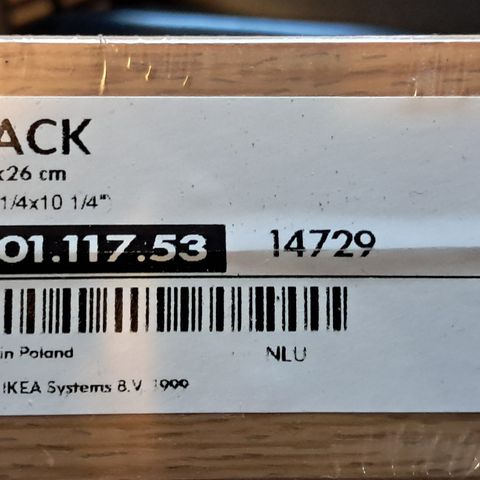 ACK
x26 cm
1/4x10 1/4"
01.117.53 14729
in Poland NLU
IKEA Systems B.V. 1999